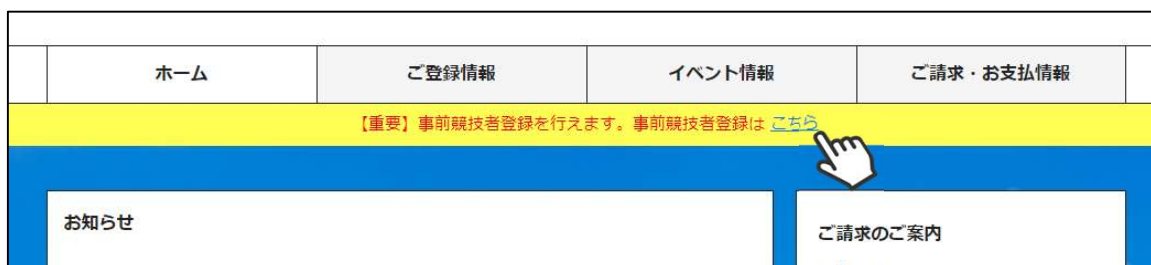 ホーム
ご登録情報
イベント情報
ご請求・お支払情報
【重要】事前競技者登録を行えます。事前競技者登録は こちら
お知らせ
ご請求のご案内